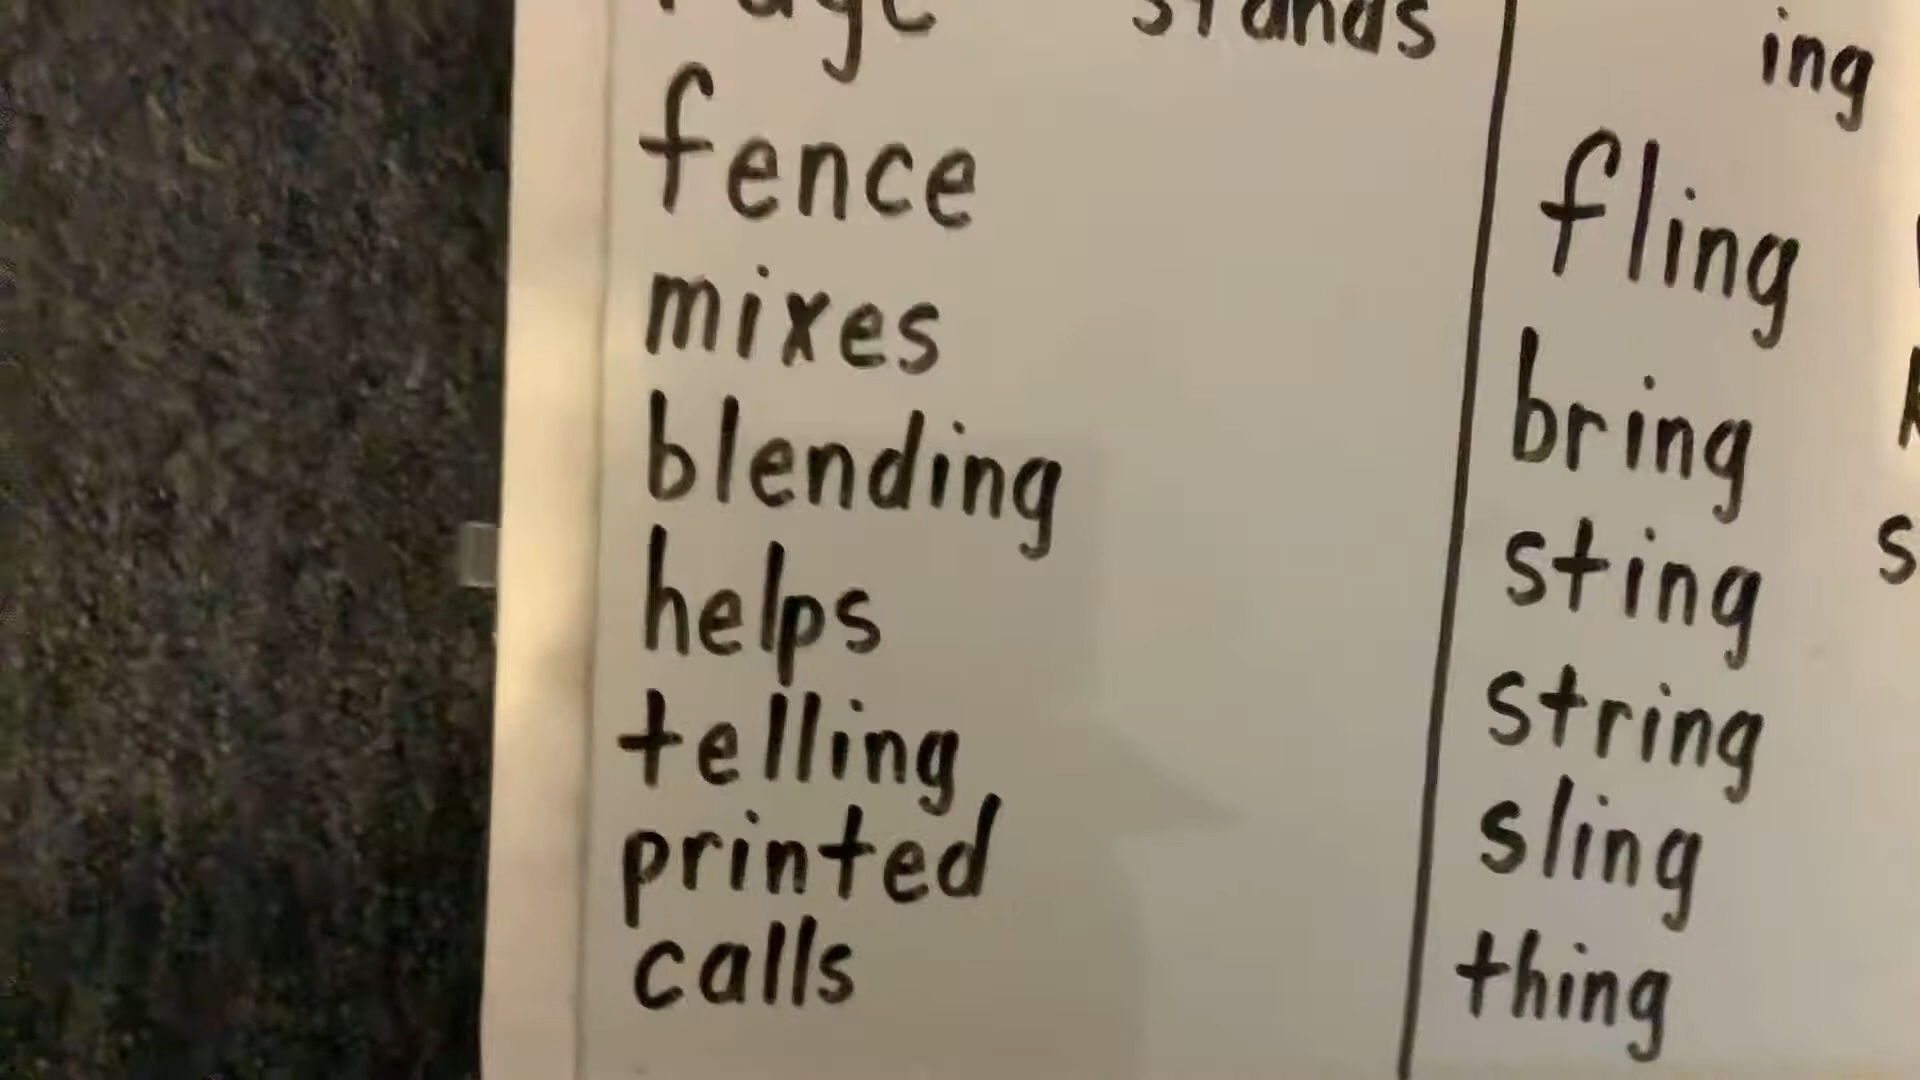 stands
fence
mixes
blending
helps
telling
printed
calls
ing
fling
bring
sting
string
sling
thing